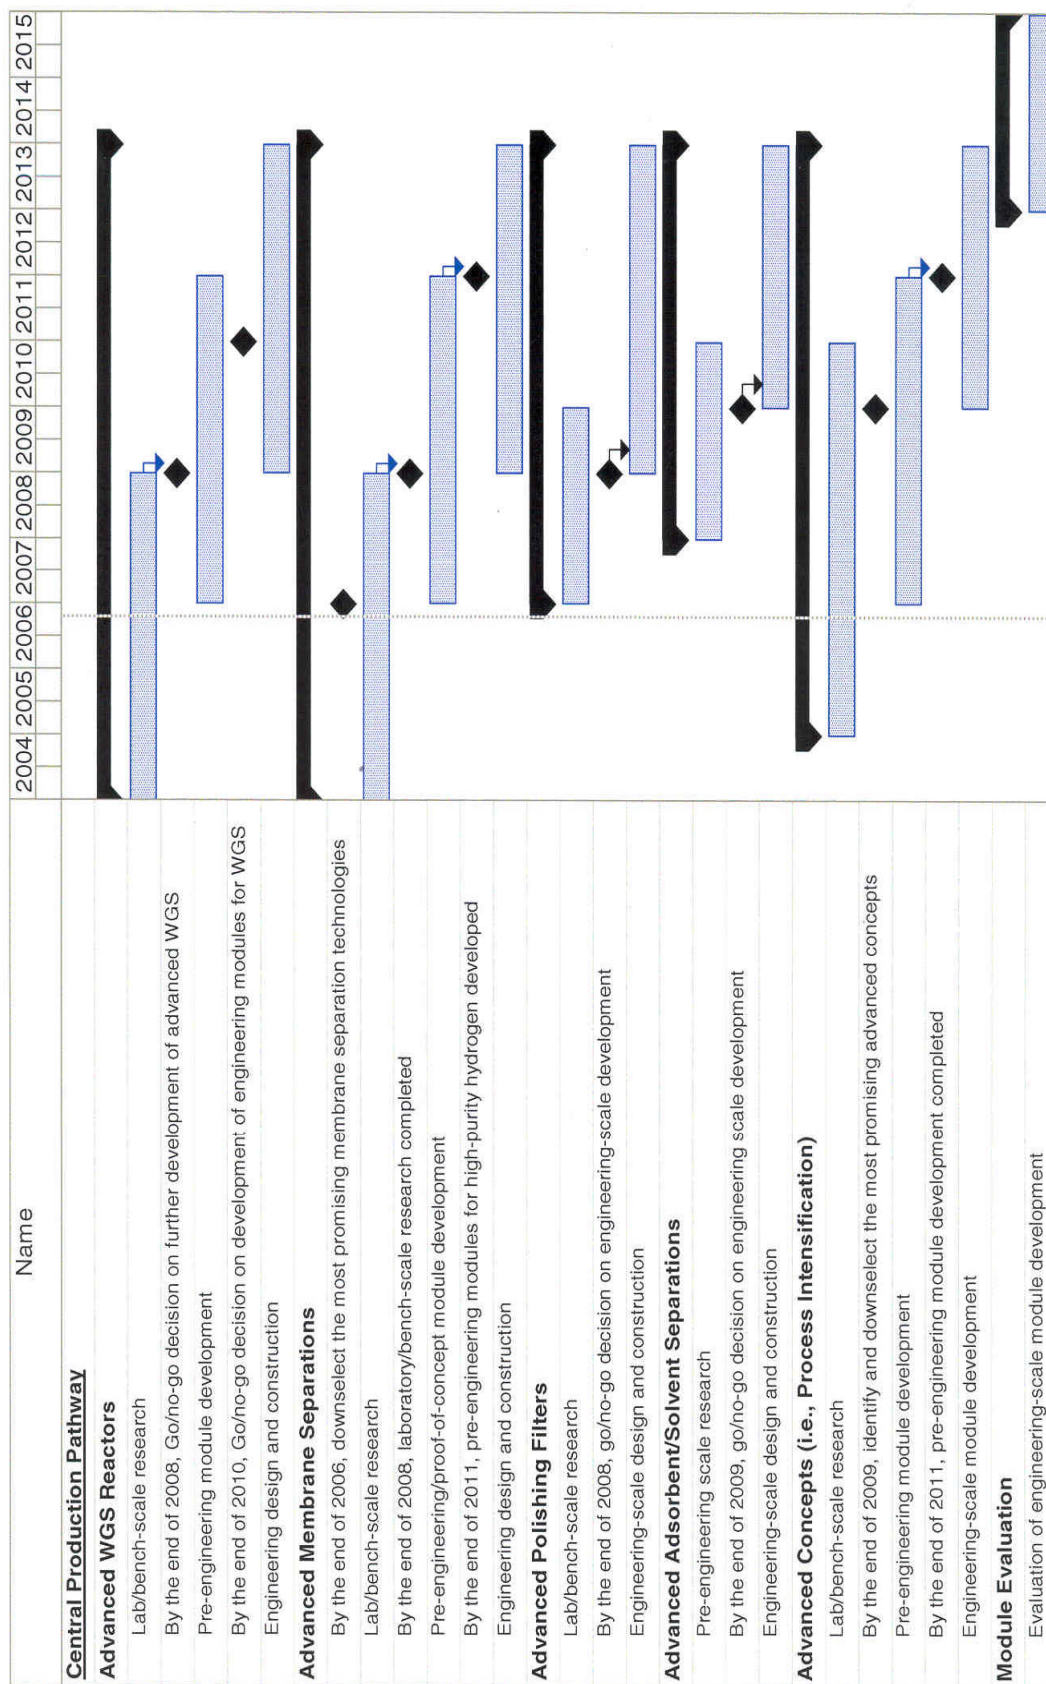 Name
2004 2005 2006 2007 2008 2009 2010 2011 2012 2013 2014 2015
Central Production Pathway
Advanced WGS Reactors
Lab/bench-scale research
By the end of 2008, Go/no-go decision on further development of advanced WGS
Pre-engineering module development
By the end of 2010, Go/no-go decision on development of engineering modules for WGS
Engineering design and construction
Advanced Membrane Separations
By the end of 2006, downselect the most promising membrane separation technologies
Lab/bench-scale research
By the end of 2008, laboratory/bench-scale research completed
Pre-engineering/proof-of-concept module development
By the end of 2011, pre-engineering modules for high-purity hydrogen developed
Engineering design and construction
Advanced Polishing Filters
Lab/bench-scale research
By the end of 2008, go/no-go decision on engineering-scale development
Engineering-scale design and construction
Advanced Adsorbent/Solvent Separations
Pre-engineering scale research
By the end of 2009, go/no-go decision on engineering scale development
Engineering-scale design and construction
Advanced Concepts (i.e., Process Intensification)
Lab/bench-scale research
By the end of 2009, identify and downselect the most promising advanced concepts
Pre-engineering module development
By the end of 2011, pre-engineering module development completed
Engineering-scale module development
Module Evaluation
Evaluation of engineering-scale module development